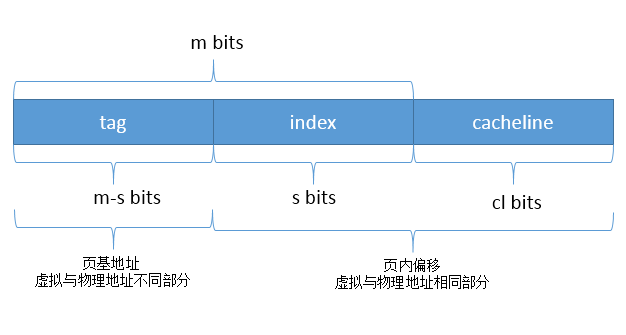 m bits
tag
index
cacheline
m-s bits
s bits
cl bits
页基地址
虚拟与物理地址不同部分
页内偏移
虚拟与物理地址相同部分